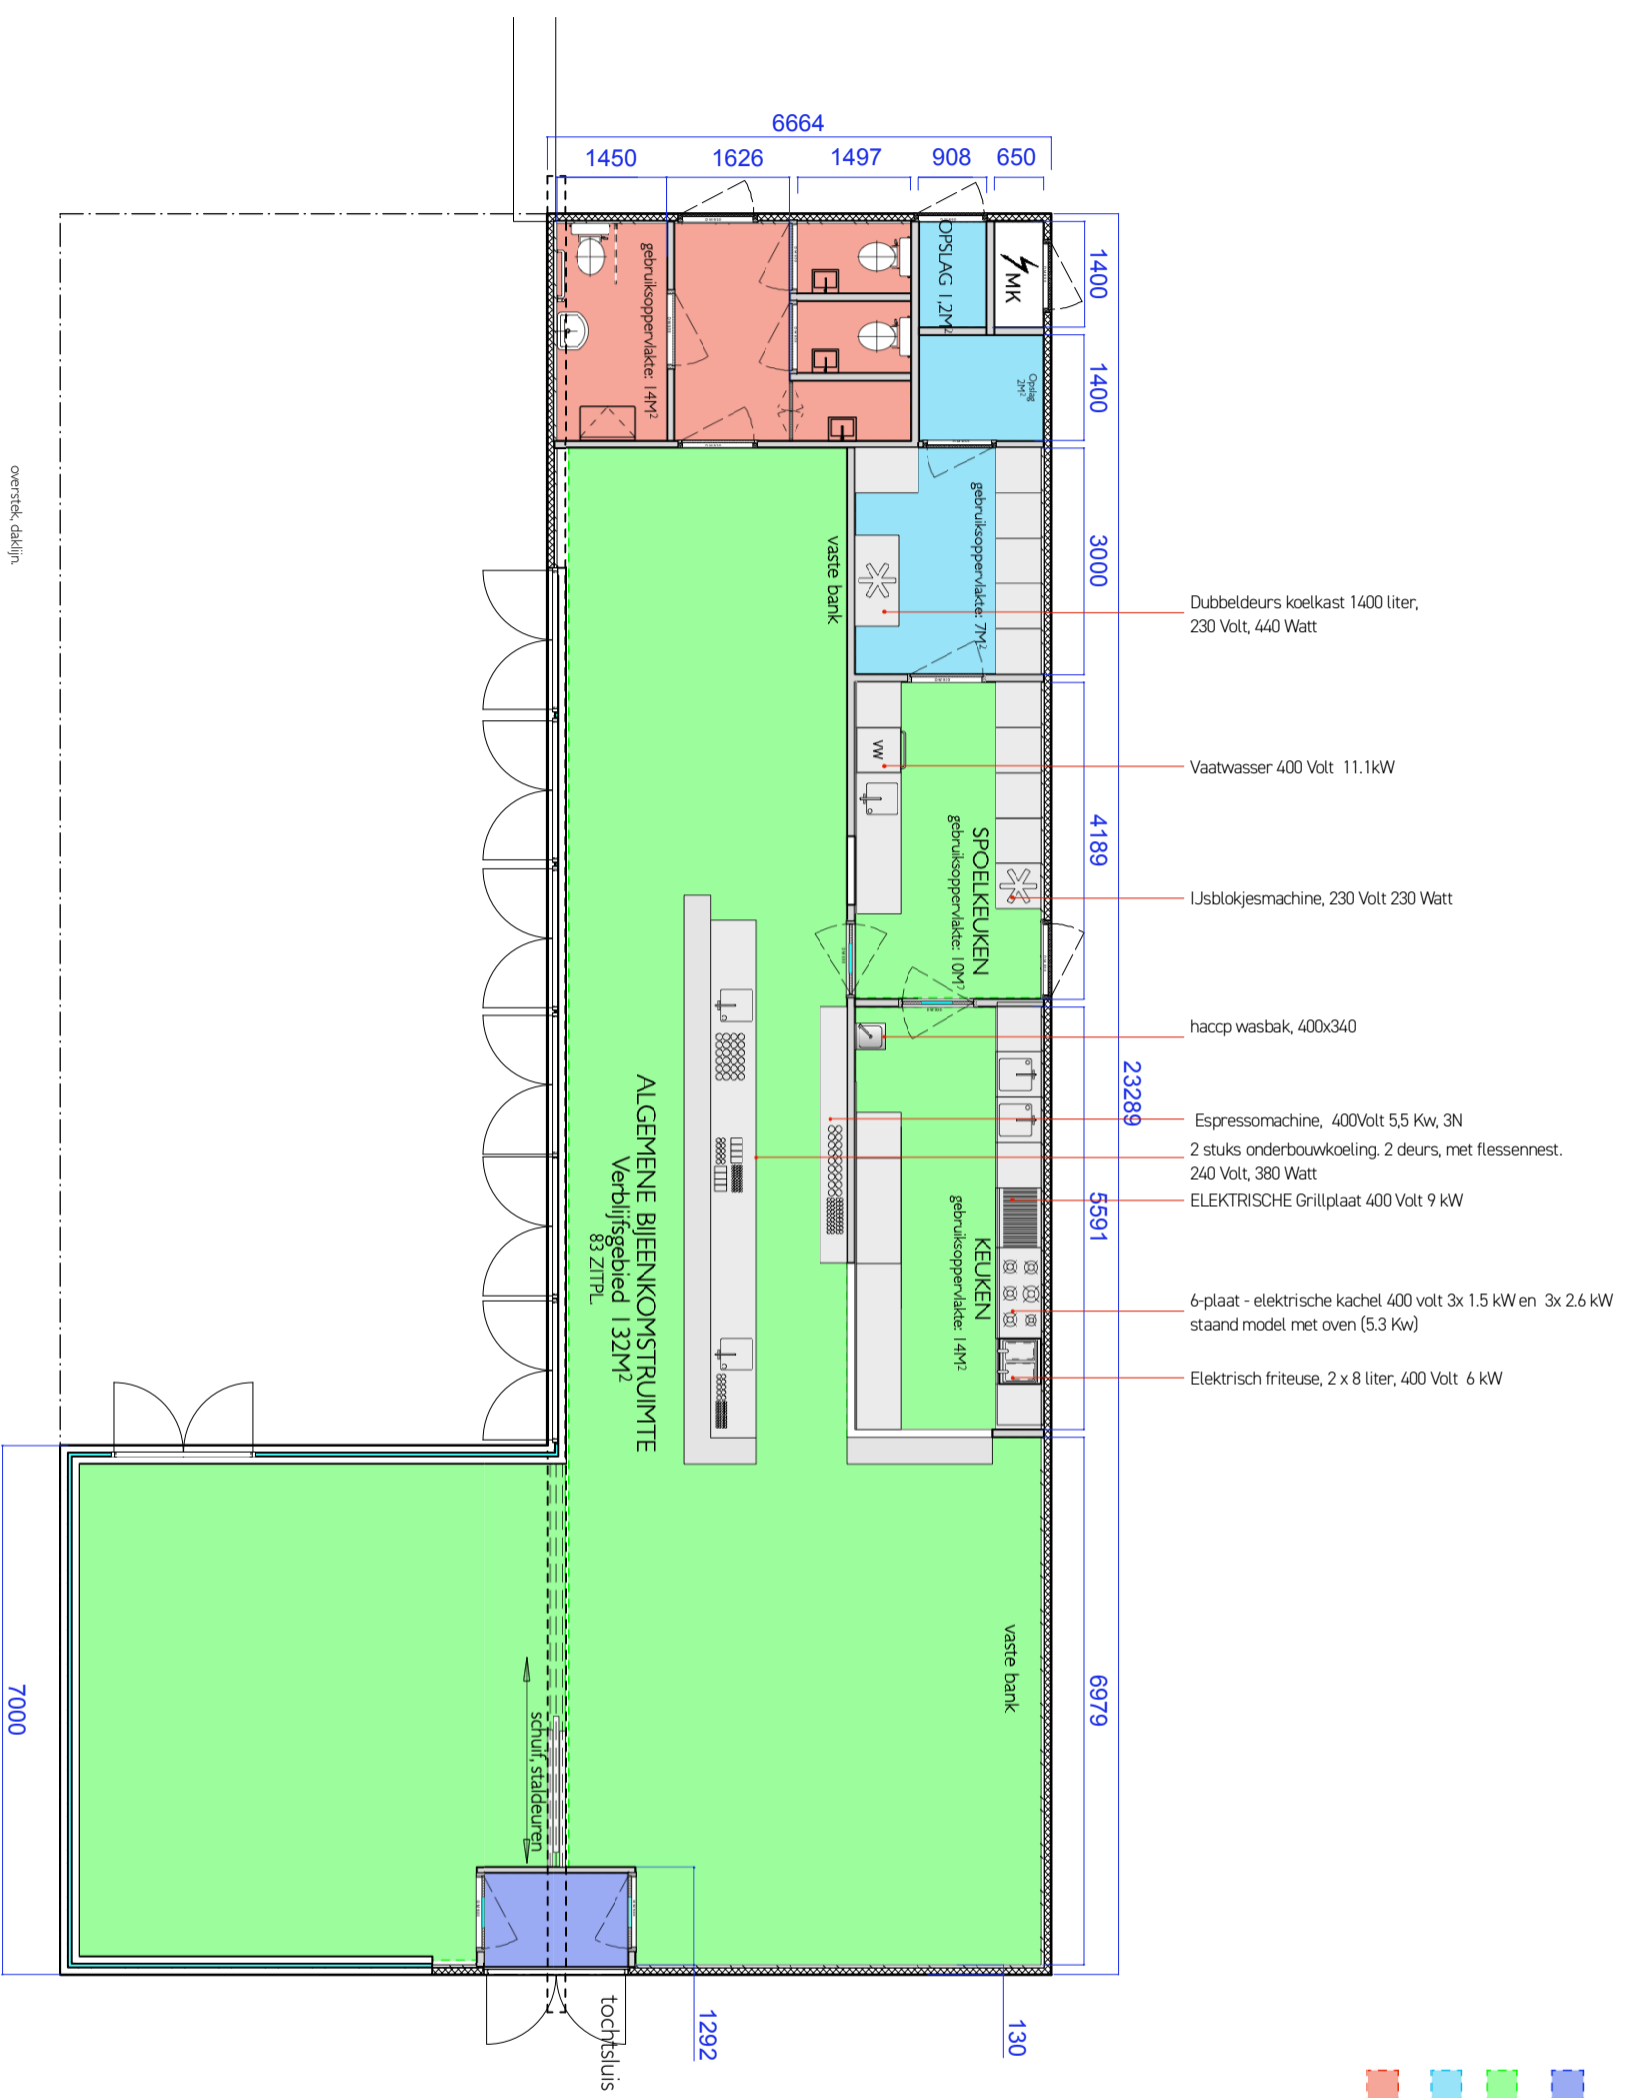 6664
1450
1626
1497
908
650
1400
1400
3000
4189
5591
6979
23289
7000
1292
130
gebruiksoppervlakte: 14M²
OPSLAG 1,2M²
MK
Opslag
2M²
gebruiksoppervlakte: 7M²
vaste bank
VW
SPOELKEUKEN
gebruiksoppervlakte: 10M²
KEUKEN
gebruiksoppervlakte: 14M²
ALGEMENE BIJEENKOMSTRUIMTE
Verblijfsgebied 132M²
83 ZITPL.
vaste bank
schuif, staldeuren
tochtsluis
overstek, daklijn.
Dubbeldeurs koelkast 1400 liter,
230 Volt, 440 Watt
Vaatwasser 400 Volt 11.1kW
IJsblokjesmachine, 230 Volt 230 Watt
haccp wasbak, 400x340
Espressomachine, 400Volt 5,5 Kw, 3N
2 stuks onderbouwkoeling. 2 deurs, met flessennest.
240 Volt, 380 Watt
ELEKTRISCHE Grillplaat 400 Volt 9 kW
6-plaat - elektrische kachel 400 volt 3x 1.5 kW en 3x 2.6 kW
staand model met oven (5.3 Kw)
Elektrisch friteuse, 2 x 8 liter, 400 Volt 6 kW